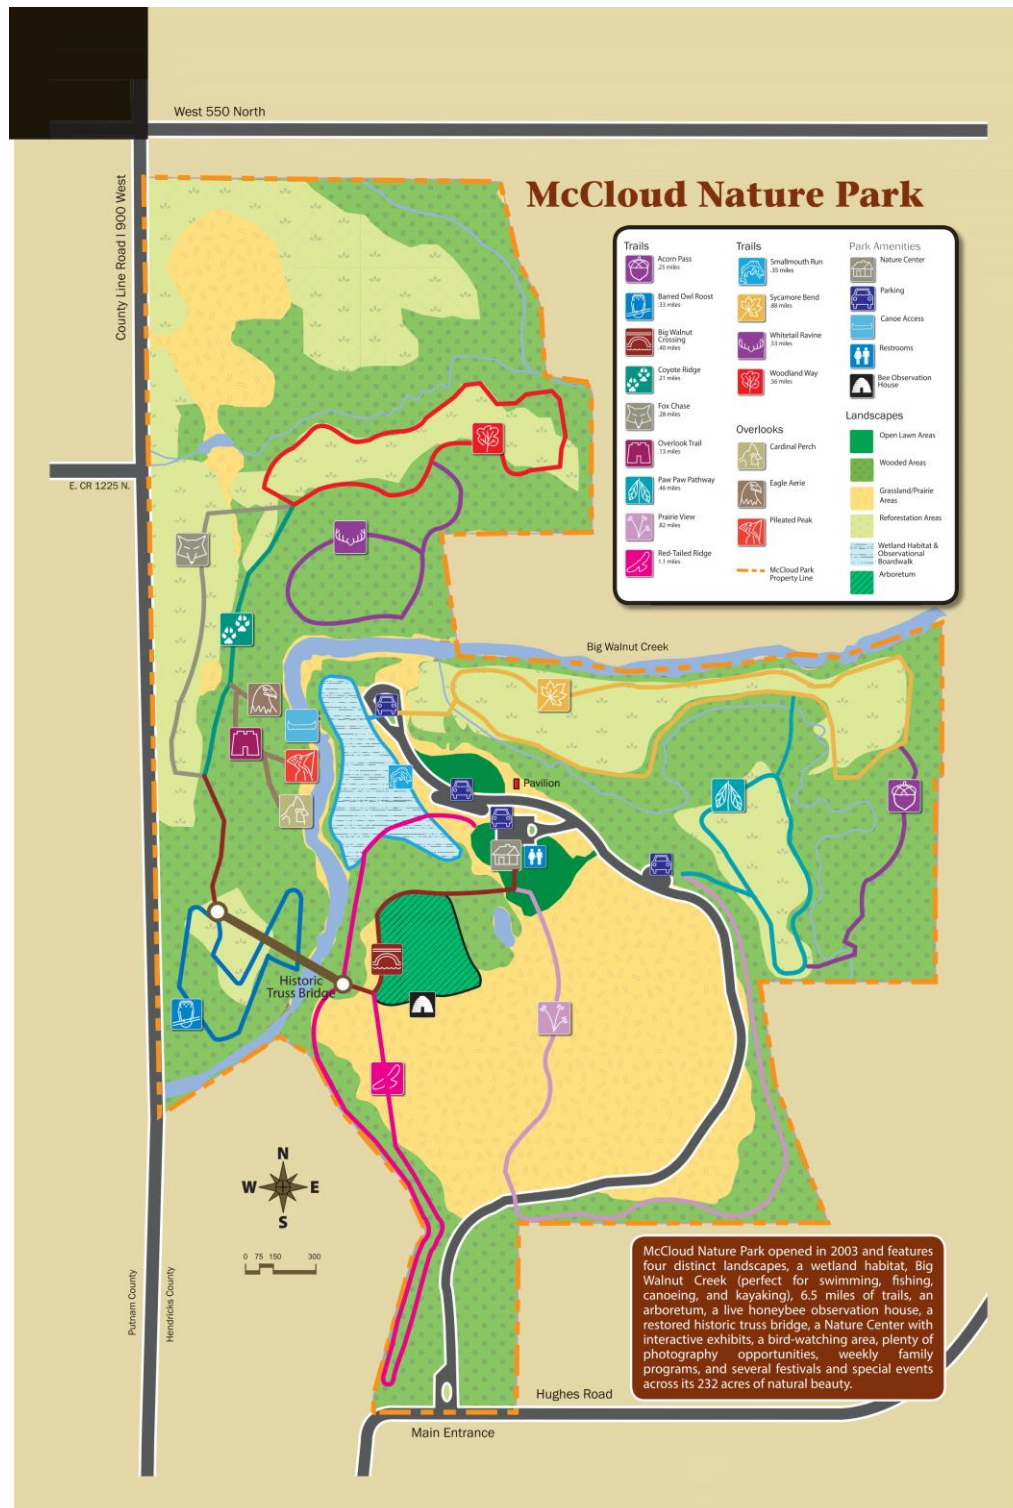 West 550 North
County Line Road | 900 West
McCloud Nature Park
Trails
Acorn Pass
.25 miles
Barred Owl Roost
.33 miles
Big Walnut
Crossing
.40 miles
Coyote Ridge
.21 miles
Fox Chase
.28 miles
Overlook Trail
.13 miles
Paw Paw Pathway
.46 miles
Prairie View
.82 miles
Red-Tailed Ridge
1.1 miles
Trails
Smallmouth Run
.35 miles
Sycamore Bend
.88 miles
Whitetail Ravine
.53 miles
Woodland Way
.56 miles
Overlooks
Cardinal Perch
Eagle Aerie
Pileated Peak
McCloud Park
Property Line
Park Amenities
Nature Center
Parking
Canoe Access
Restrooms
Bee Observation
House
Landscapes
Open Lawn Areas
Wooded Areas
Grassland/Prairie
Areas
Reforestation Areas
Wetland Habitat &
Observational
Boardwalk
Arboretum
E. CR 1225 N.
Big Walnut Creek
Pavilion
Historic
Truss Bridge
N
W
E
S
0 75 150 300
Putnam County
Hendricks County
McCloud Nature Park opened in 2003 and features
four distinct landscapes, a wetland habitat, Big
Walnut Creek (perfect for swimming, fishing,
canoeing, and kayaking), 6.5 miles of trails, an
arboretum, a live honeybee observation house, a
restored historic truss bridge, a Nature Center with
interactive exhibits, a bird-watching area, plenty of
photography opportunities, weekly family
programs, and several festivals and special events
across its 232 acres of natural beauty.
Hughes Road
Main Entrance